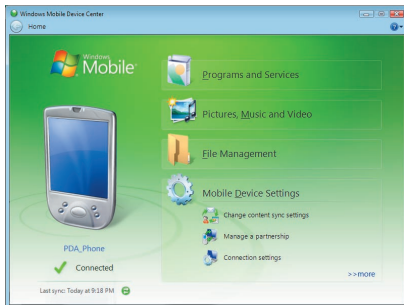 Windows Mobile Device Center
Home
Windows
Mobile
Programs and Services
Pictures, Music and Video
File Management
Mobile Device Settings
Change content sync settings
Manage a partnership
Connection settings
PDA_Phone
Connected
>>more
Last sync: Today at 9:18 PM